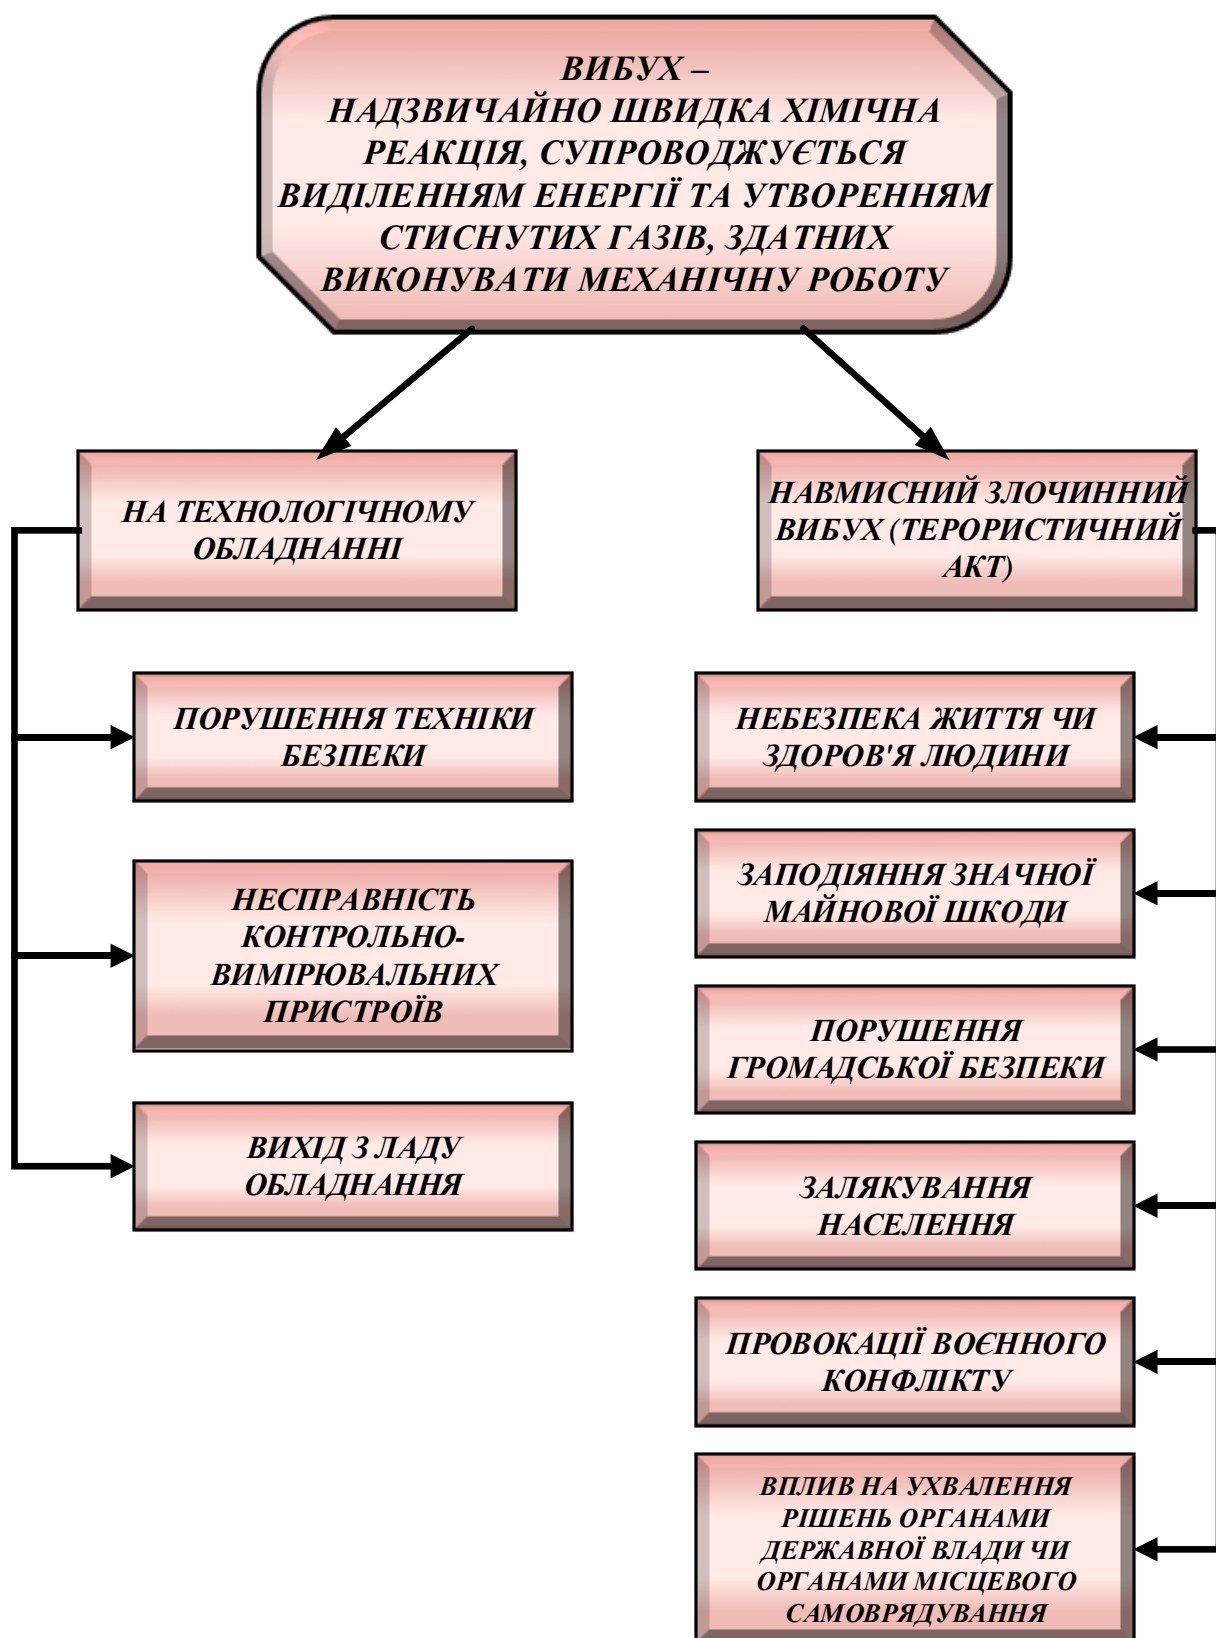 ВИБУХ –
НАДЗВИЧАЙНО ШВИДКА ХІМІЧНА
РЕАКЦІЯ, СУПРОВОДЖУЄТЬСЯ
ВИДІЛЕННЯМ ЕНЕРГІЇ ТА УТВОРЕННЯМ
СТИСНУТИХ ГАЗІВ, ЗДАТНИХ
ВИКОНУВАТИ МЕХАНІЧНУ РОБОТУ
НА ТЕХНОЛОГІЧНОМУ
ОБЛАДНАННІ
ПОРУШЕННЯ ТЕХНІКИ
БЕЗПЕКИ
НЕСПРАВНІСТЬ
КОНТРОЛЬНО-
ВИМІРЮВАЛЬНИХ
ПРИСТРОЇВ
ВИХІД З ЛАДУ
ОБЛАДНАННЯ
НАВМИСНИЙ ЗЛОЧИННИЙ
ВИБУХ (ТЕРОРИСТИЧНИЙ
АКТ)
НЕБЕЗПЕКА ЖИТТЯ ЧИ
ЗДОРОВ'Я ЛЮДИНИ
ЗАПОДІЯННЯ ЗНАЧНОЇ
МАЙНОВОЇ ШКОДИ
ПОРУШЕННЯ
ГРОМАДСЬКОЇ БЕЗПЕКИ
ЗАЛЯКУВАННЯ
НАСЕЛЕННЯ
ПРОВОКАЦІЇ ВОЄННОГО
КОНФЛІКТУ
ВПЛИВ НА УХВАЛЕННЯ
РІШЕНЬ ОРГАНАМИ
ДЕРЖАВНОЇ ВЛАДИ ЧИ
ОРГАНАМИ МІСЦЕВОГО
САМОВРЯДУВАННЯ